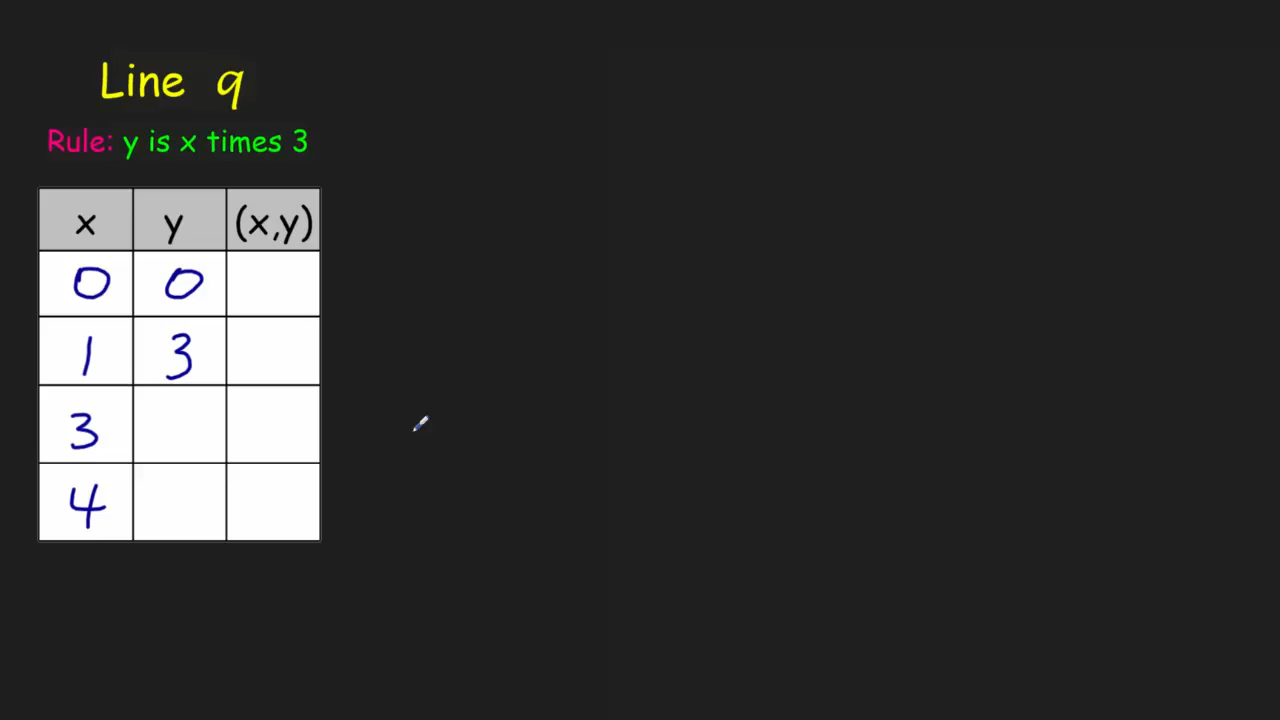 Line q
Rule: y is x times 3
x y (x,y)
0 0
1 3
3
4